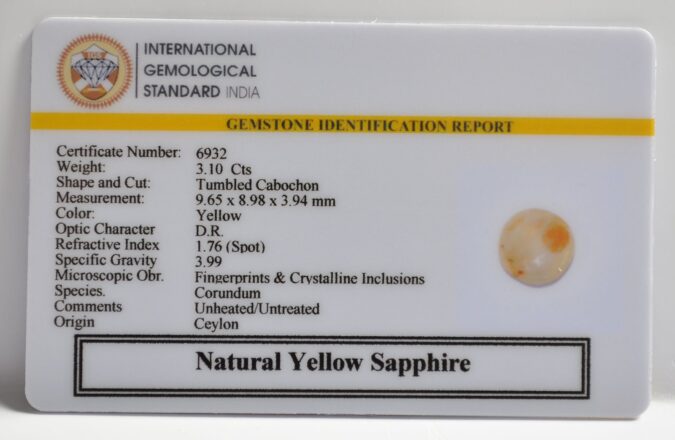 INTERNATIONAL
GEMOLOGICAL
STANDARD INDIA
GEMSTONE IDENTIFICATION REPORT
Certificate Number: 6932
Weight: 3.10 Cts
Shape and Cut: Tumbled Cabochon
Measurement: 9.65 x 8.98 x 3.94 mm
Color: Yellow
Optic Character D.R.
Refractive Index 1.76 (Spot)
Specific Gravity 3.99
Microscopic Obr. Fingerprints & Crystalline Inclusions
Species. Corundum
Comments Unheated/Untreated
Origin Ceylon
Natural Yellow Sapphire